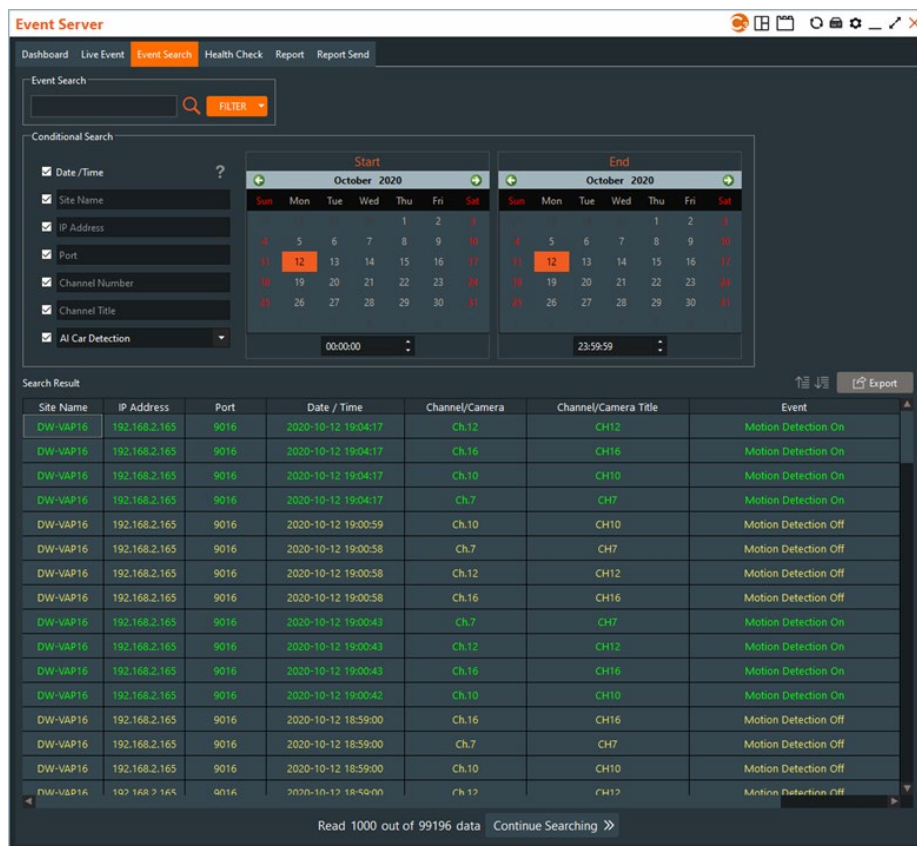 Event Server
Dashboard Live Event Event Search Health Check Report Report Send
Event Search
FILTER
Conditional Search
Date /Time ?
Site Name
IP Address
Port
Channel Number
Channel Title
AI Car Detection
Start
October 2020
Sun Mon Tue Wed Thu Fri Sat
1 2 3
4 5 6 7 8 9 10
11 12 13 14 15 16 17
18 19 20 21 22 23 24
25 26 27 28 29 30 31
00:00:00
End
October 2020
Sun Mon Tue Wed Thu Fri Sat
1 2 3
4 5 6 7 8 9 10
11 12 13 14 15 16 17
18 19 20 21 22 23 24
25 26 27 28 29 30 31
23:59:59
Search Result
Export
Site Name IP Address Port Date / Time Channel/Camera Channel/Camera Title Event
DW-VAP16 192.168.2.165 9016 2020-10-12 19:04:17 Ch.12 CH12 Motion Detection On
DW-VAP16 192.168.2.165 9016 2020-10-12 19:04:17 Ch.16 CH16 Motion Detection On
DW-VAP16 192.168.2.165 9016 2020-10-12 19:04:17 Ch.10 CH10 Motion Detection On
DW-VAP16 192.168.2.165 9016 2020-10-12 19:04:17 Ch.7 CH7 Motion Detection On
DW-VAP16 192.168.2.165 9016 2020-10-12 19:00:59 Ch.10 CH10 Motion Detection Off
DW-VAP16 192.168.2.165 9016 2020-10-12 19:00:58 Ch.7 CH7 Motion Detection Off
DW-VAP16 192.168.2.165 9016 2020-10-12 19:00:58 Ch.12 CH12 Motion Detection Off
DW-VAP16 192.168.2.165 9016 2020-10-12 19:00:58 Ch.16 CH16 Motion Detection Off
DW-VAP16 192.168.2.165 9016 2020-10-12 19:00:43 Ch.7 CH7 Motion Detection On
DW-VAP16 192.168.2.165 9016 2020-10-12 19:00:43 Ch.12 CH12 Motion Detection On
DW-VAP16 192.168.2.165 9016 2020-10-12 19:00:43 Ch.16 CH16 Motion Detection On
DW-VAP16 192.168.2.165 9016 2020-10-12 19:00:42 Ch.10 CH10 Motion Detection On
DW-VAP16 192.168.2.165 9016 2020-10-12 18:59:00 Ch.16 CH16 Motion Detection Off
DW-VAP16 192.168.2.165 9016 2020-10-12 18:59:00 Ch.7 CH7 Motion Detection Off
DW-VAP16 192.168.2.165 9016 2020-10-12 18:59:00 Ch.10 CH10 Motion Detection Off
DW-VAP16 192.168.2.165 9016 2020-10-12 18:59:00 Ch.12 CH12 Motion Detection Off
Read 1000 out of 99196 data Continue Searching